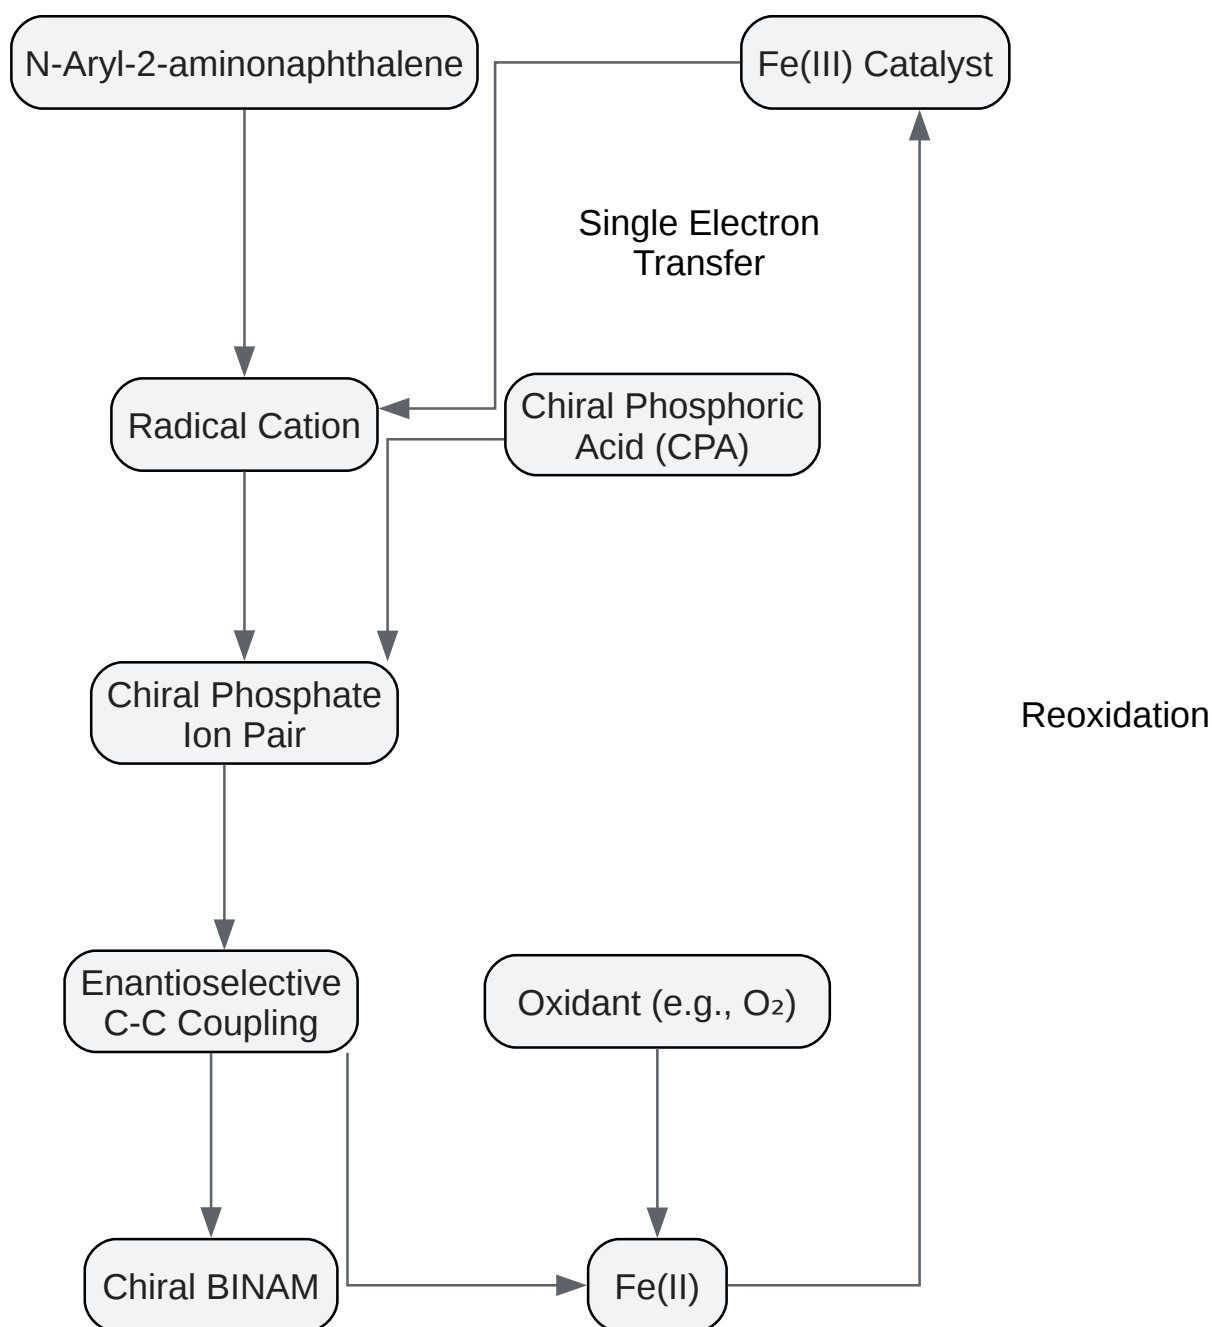 N-Aryl-2-aminonaphthalene
Fe(III) Catalyst
Single Electron
Transfer
Radical Cation
Chiral Phosphoric
Acid (CPA)
Chiral Phosphate
Ion Pair
Reoxidation
Enantioselective
C-C Coupling
Oxidant (e.g., O₂)
Chiral BINAM
Fe(II)